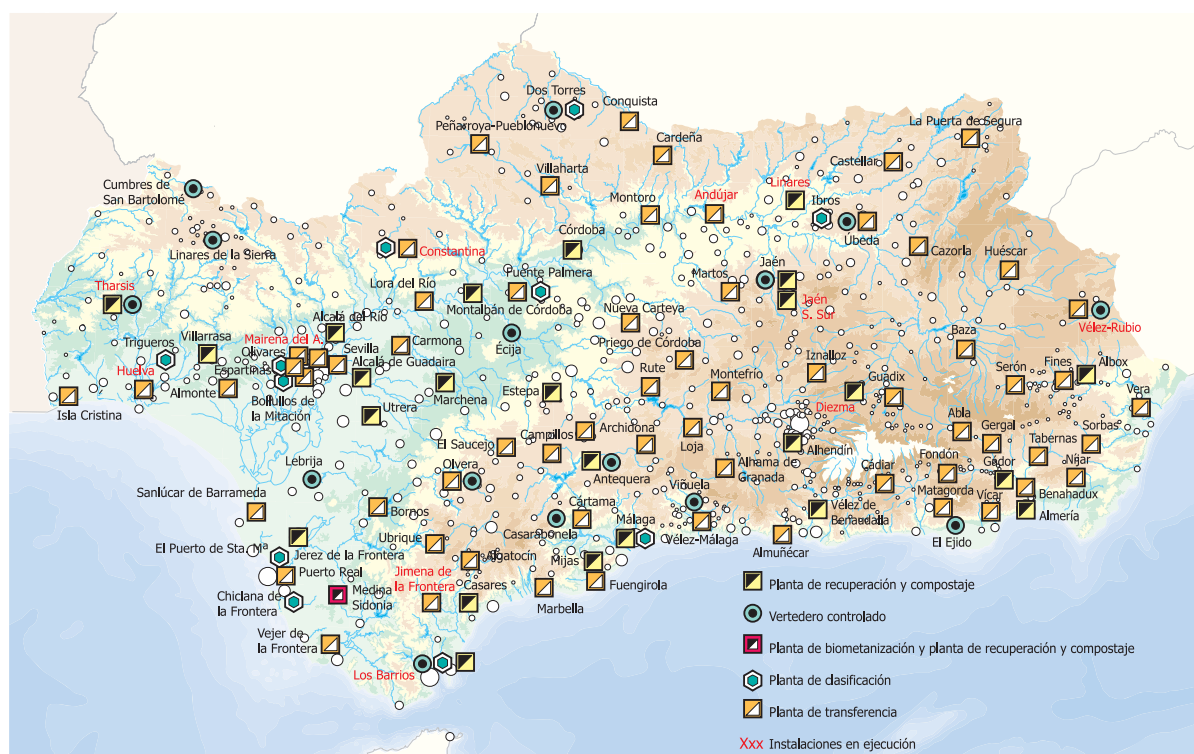 Dos Torres
Conquista
Peñarroya-Pueblonuevo
La Puerta de Segura
Cardeña
Castellar
Villaharta
Cumbres de
San Bartolomé
Linares
Andújar
Montoro
Ibros
Úbeda
Linares de la Sierra
Córdoba
Constantina
Cazorla
Huéscar
Jaén
Martos
Fuente Palmera
Lora del Río
Tharsis
Montalbán de Córdoba
Jaén
S. Sur
Nueva Carteya
Vélez-Rubio
Alcalá del Río
Villarrasa
Trigueros
Mairena del A.
Carmona
Écija
Priego de Córdoba
Baza
Olivares
Sevilla
Iznalloz
Fines
Albox
Huelva
Espartinas
Alcalá de Guadaira
Rute
Montefrío
Guadix
Serón
Isla Cristina
Almonte
Bollullos de
la Mitación
Marchena
Estepa
Diezma
Vera
Utrera
Archidona
Abla
Sorbas
El Saucejo
Campillos
Loja
Gergal
Alhendín
Tabernas
Lebrija
Olvera
Antequera
Alhama de
Granada
Cádiar
Fondón
Gádor
Níjar
Sanlúcar de Barrameda
Viñuela
Matagorda
Vícar
Benahadux
Bornos
Cártama
Casarabonela
Málaga
Vélez de
Benaudalla
Almería
El Ejido
Ubrique
Vélez-Málaga
Almuñécar
El Puerto de Sta. Mª
Jerez de la Frontera
Algatocín
Mijas
Puerto Real
Jimena de
la Frontera
Casares
Fuengirola
Chiclana de
la Frontera
Medina
Sidonia
Marbella
Vejer de
la Frontera
Los Barrios
Planta de recuperación y compostaje
Vertedero controlado
Planta de biometanización y planta de recuperación y compostaje
Planta de clasificación
Planta de transferencia
Xxx Instalaciones en ejecución